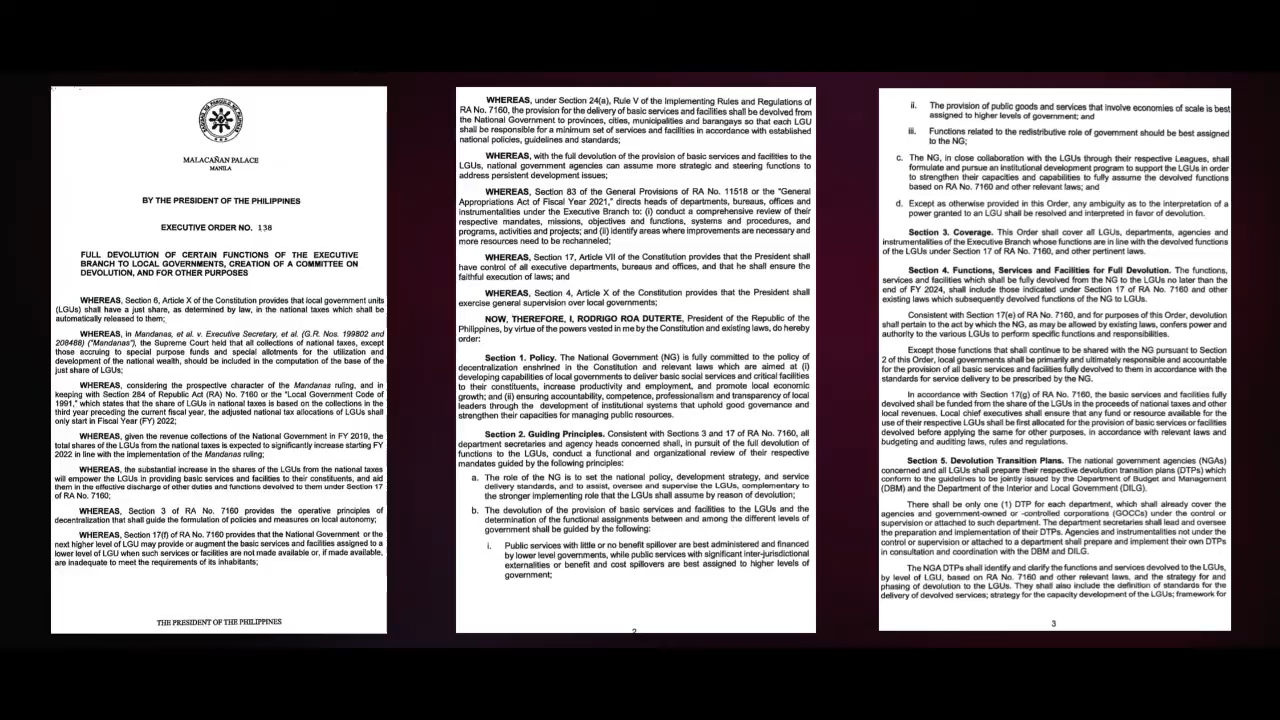 MALACAÑAN PALACE
MANILA
BY THE PRESIDENT OF THE PHILIPPINES
EXECUTIVE ORDER NO. 138
FULL DEVOLUTION OF CERTAIN FUNCTIONS OF THE EXECUTIVE
BRANCH TO LOCAL GOVERNMENTS, CREATION OF A COMMITTEE ON
DEVOLUTION, AND FOR OTHER PURPOSES
WHEREAS, Section 6, Article X of the Constitution provides that local government units
(LGUs) shall have a just share, as determined by law, in the national taxes which shall be
automatically released to them;
WHEREAS, in Mandanas, et al. v. Executive Secretary, et al. (G.R. Nos. 199802 and
208488) ("Mandanas"), the Supreme Court held that all collections of national taxes, except
those accruing to special purpose funds and special allotments for the utilization and
development of the national wealth, should be included in the computation of the base of the
just share of LGUs;
WHEREAS, considering the prospective character of the Mandanas ruling, and in
keeping with Section 284 of Republic Act (RA) No. 7160 or the "Local Government Code of
1991," which states that the share of LGUs in national taxes is based on the collections in the
third year preceding the current fiscal year, the adjusted national tax allocations of LGUs shall
only start in Fiscal Year (FY) 2022;
WHEREAS, given the revenue collections of the National Government in FY 2019, the
total shares of the LGUs from the national taxes is expected to significantly increase starting FY
2022 in line with the implementation of the Mandanas ruling;
WHEREAS, the substantial increase in the shares of the LGUs from the national taxes
will empower the LGUs in providing basic services and facilities to their constituents, and aid
them in the effective discharge of other duties and functions devolved to them under Section 17
of RA No. 7160;
WHEREAS, Section 3 of RA No. 7160 provides the operative principles of
decentralization that shall guide the formulation of policies and measures on local autonomy;
WHEREAS, Section 17(f) of RA No. 7160 provides that the National Government or the
next higher level of LGU may provide or augment the basic services and facilities assigned to a
lower level of LGU when such services or facilities are not made available or, if made available,
are inadequate to meet the requirements of its inhabitants;
THE PRESIDENT OF THE PHILIPPINES
WHEREAS, under Section 24(a), Rule V of the Implementing Rules and Regulations of
RA No. 7160, the provision for the delivery of basic services and facilities shall be devolved from
the National Government to provinces, cities, municipalities and barangays so that each LGU
shall be responsible for a minimum set of services and facilities in accordance with established
national policies, guidelines and standards;
WHEREAS, with the full devolution of the provision of basic services and facilities to the
LGUs, national government agencies can assume more strategic and steering functions to
address persistent development issues;
WHEREAS, Section 83 of the General Provisions of RA No. 11518 or the "General
Appropriations Act of Fiscal Year 2021," directs heads of departments, bureaus, offices and
instrumentalities under the Executive Branch to: (i) conduct a comprehensive review of their
respective mandates, missions, objectives and functions, systems and procedures, and
programs, activities and projects; and (ii) identify areas where improvements are necessary and
more resources need to be rechanneled;
WHEREAS, Section 17, Article VII of the Constitution provides that the President shall
have control of all executive departments, bureaus and offices, and that he shall ensure the
faithful execution of laws; and
WHEREAS, Section 4, Article X of the Constitution provides that the President shall
exercise general supervision over local governments;
NOW, THEREFORE, I, RODRIGO ROA DUTERTE, President of the Republic of the
Philippines, by virtue of the powers vested in me by the Constitution and existing laws, do hereby
order:
Section 1. Policy. The National Government (NG) is fully committed to the policy of
decentralization enshrined in the Constitution and relevant laws which are aimed at (i)
developing capabilities of local governments to deliver basic social services and critical facilities
to their constituents, increase productivity and employment, and promote local economic
growth; and (ii) ensuring accountability, competence, professionalism and transparency of local
leaders through the development of institutional systems that uphold good governance and
strengthen their capacities for managing public resources.
Section 2. Guiding Principles. Consistent with Sections 3 and 17 of RA No. 7160, all
department secretaries and agency heads concerned shall, in pursuit of the full devolution of
functions to the LGUs, conduct a functional and organizational review of their respective
mandates guided by the following principles:
a. The role of the NG is to set the national policy, development strategy, and service
delivery standards, and to assist, oversee and supervise the LGUs, complementary to
the stronger implementing role that the LGUs shall assume by reason of devolution;
b. The devolution of the provision of basic services and facilities to the LGUs and the
determination of the functional assignments between and among the different levels of
government shall be guided by the following:
i. Public services with little or no benefit spillover are best administered and financed
by lower level governments, while public services with significant inter-jurisdictional
externalities or benefit and cost spillovers are best assigned to higher levels of
government;
2
ii. The provision of public goods and services that involve economies of scale is best
assigned to higher levels of government; and
iii. Functions related to the redistributive role of government should be best assigned
to the NG;
c. The NG, in close collaboration with the LGUs through their respective Leagues, shall
formulate and pursue an institutional development program to support the LGUs in order
to strengthen their capacities and capabilities to fully assume the devolved functions
based on RA No. 7160 and other relevant laws; and
d. Except as otherwise provided in this Order, any ambiguity as to the interpretation of a
power granted to an LGU shall be resolved and interpreted in favor of devolution.
Section 3. Coverage. This Order shall cover all LGUs, departments, agencies and
instrumentalities of the Executive Branch whose functions are in line with the devolved functions
of the LGUs under Section 17 of RA No. 7160, and other pertinent laws.
Section 4. Functions, Services and Facilities for Full Devolution. The functions,
services and facilities which shall be fully devolved from the NG to the LGUs no later than the
end of FY 2024, shall include those indicated under Section 17 of RA No. 7160 and other
existing laws which subsequently devolved functions of the NG to LGUs.
Consistent with Section 17(e) of RA No. 7160, and for purposes of this Order, devolution
shall pertain to the act by which the NG, as may be allowed by existing laws, confers power and
authority to the various LGUs to perform specific functions and responsibilities.
Except those functions that shall continue to be shared with the NG pursuant to Section
2 of this Order, local governments shall be primarily and ultimately responsible and accountable
for the provision of all basic services and facilities fully devolved to them in accordance with the
standards for service delivery to be prescribed by the NG.
In accordance with Section 17(g) of RA No. 7160, the basic services and facilities fully
devolved shall be funded from the share of the LGUs in the proceeds of national taxes and other
local revenues. Local chief executives shall ensure that any fund or resource available for the
use of their respective LGUs shall be first allocated for the provision of basic services or facilities
devolved before applying the same for other purposes, in accordance with relevant laws and
budgeting and auditing laws, rules and regulations.
Section 5. Devolution Transition Plans. The national government agencies (NGAs)
concerned and all LGUs shall prepare their respective devolution transition plans (DTPs) which
conform to the guidelines to be jointly issued by the Department of Budget and Management
(DBM) and the Department of the Interior and Local Government (DILG).
There shall be only one (1) DTP for each department, which shall already cover the
agencies and government-owned or -controlled corporations (GOCCs) under the control or
supervision or attached to such department. The department secretaries shall lead and oversee
the preparation and implementation of their DTPs. Agencies and instrumentalities not under the
control or supervision or attached to a department shall prepare and implement their own DTPs
in consultation and coordination with the DBM and DILG.
The NGA DTPs shall identify and clarify the functions and services devolved to the LGUs,
by level of LGU, based on RA No. 7160 and other relevant laws, and the strategy for and
phasing of devolution to the LGUs. They shall also include the definition of standards for the
delivery of devolved services; strategy for the capacity development of the LGUs; framework for
3